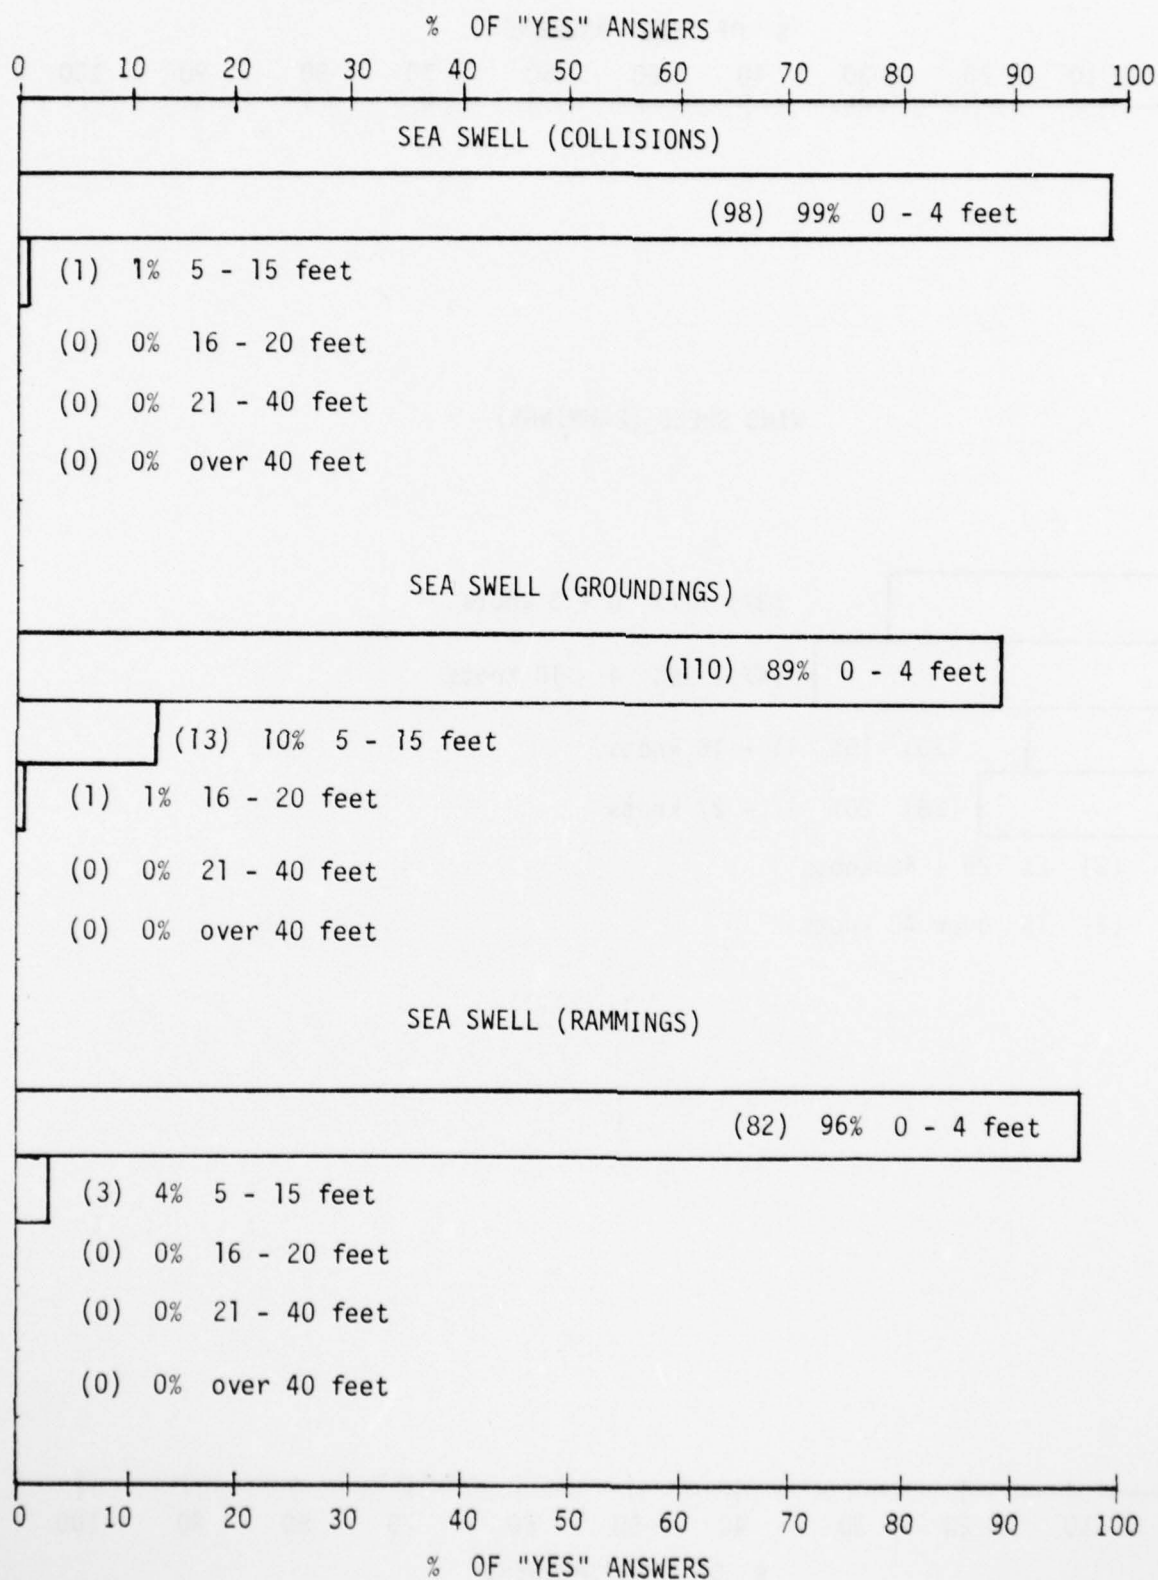 % OF "YES" ANSWERS
0 10 20 30 40 50 60 70 80 90 100
SEA SWELL (COLLISIONS)
(98) 99% 0 - 4 feet
(1) 1% 5 - 15 feet
(0) 0% 16 - 20 feet
(0) 0% 21 - 40 feet
(0) 0% over 40 feet
SEA SWELL (GROUNDINGS)
(110) 89% 0 - 4 feet
(13) 10% 5 - 15 feet
(1) 1% 16 - 20 feet
(0) 0% 21 - 40 feet
(0) 0% over 40 feet
SEA SWELL (RAMMINGS)
(82) 96% 0 - 4 feet
(3) 4% 5 - 15 feet
(0) 0% 16 - 20 feet
(0) 0% 21 - 40 feet
(0) 0% over 40 feet
0 10 20 30 40 50 60 70 80 90 100
% OF "YES" ANSWERS